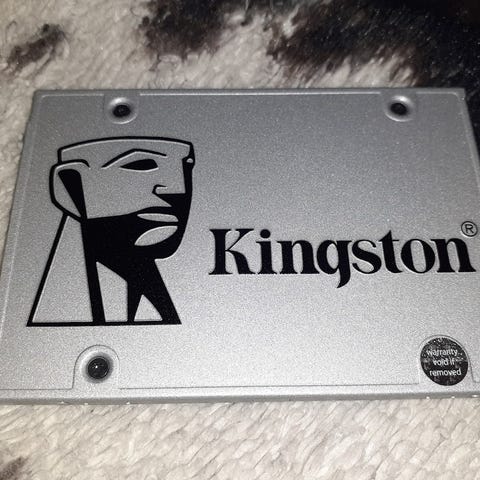 Kingston®
warranty
void if
removed